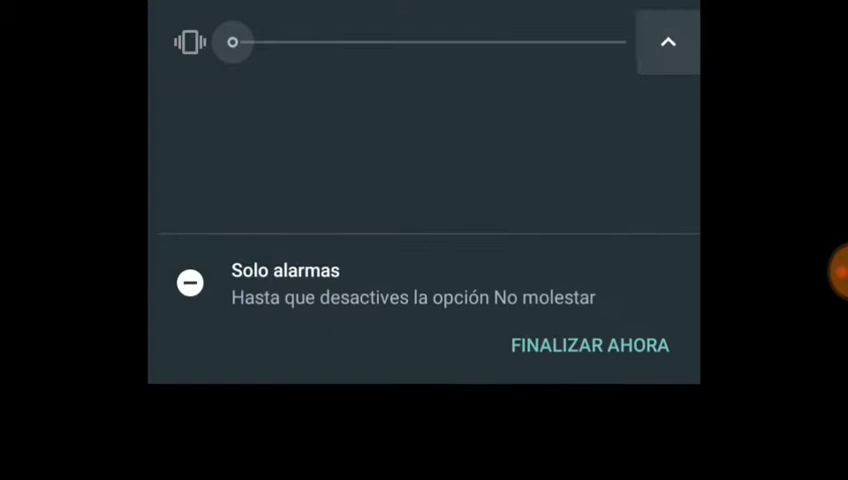 Solo alarmas
Hasta que desactives la opción No molestar
FINALIZAR AHORA